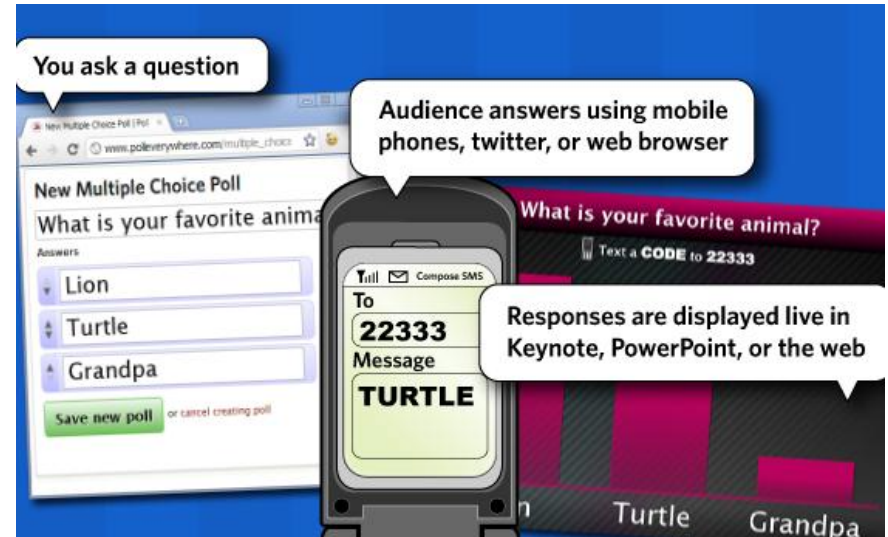 You ask a question
New Multiple Choice Poll | Poll
www.polleverywhere.com/multiple_choice
New Multiple Choice Poll
What is your favorite anima
Answers
Lion
Turtle
Grandpa
Save new poll or cancel creating poll
Audience answers using mobile
phones, twitter, or web browser
Compose SMS
To
22333
Message
TURTLE
What is your favorite animal?
Text a CODE to 22333
Responses are displayed live in
Keynote, PowerPoint, or the web
n
Turtle
Grandpa